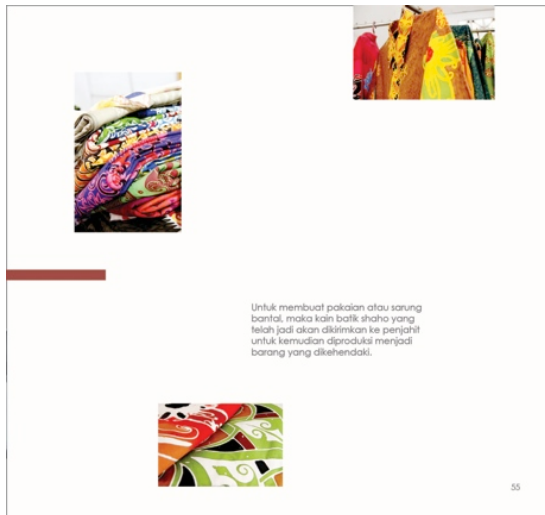 Untuk membuat pakaian atau sarung
bantal, maka kain batik shaho yang
telah jadi akan dikirimkan ke penjahit
untuk kemudian diproduksi menjadi
barang yang dikehendaki.
55